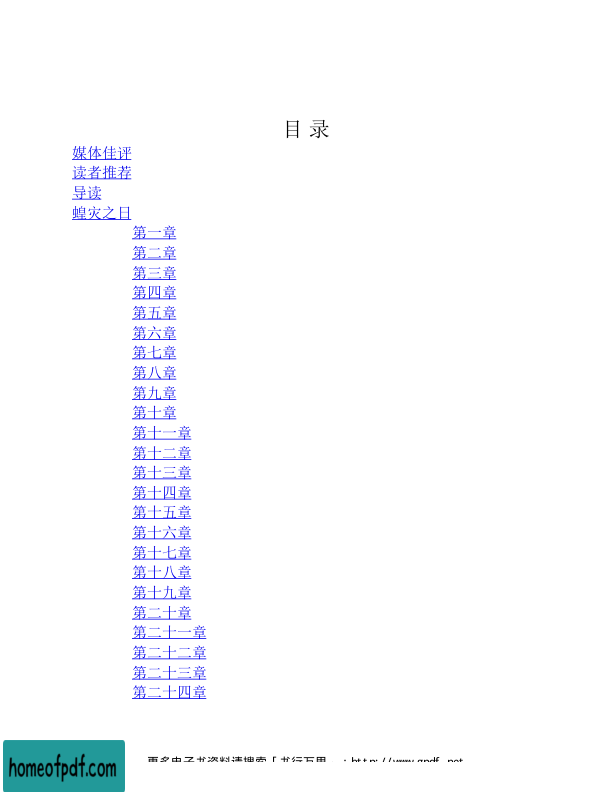 目 录
媒体佳评
读者推荐
导读
蝗灾之日
第一章
第二章
第三章
第四章
第五章
第六章
第七章
第八章
第九章
第十章
第十一章
第十二章
第十三章
第十四章
第十五章
第十六章
第十七章
第十八章
第十九章
第二十章
第二十一章
第二十二章
第二十三章
第二十四章
更多电子书资料请搜索「书行万里 :http://www.gpdf.net
homeofpdf.com